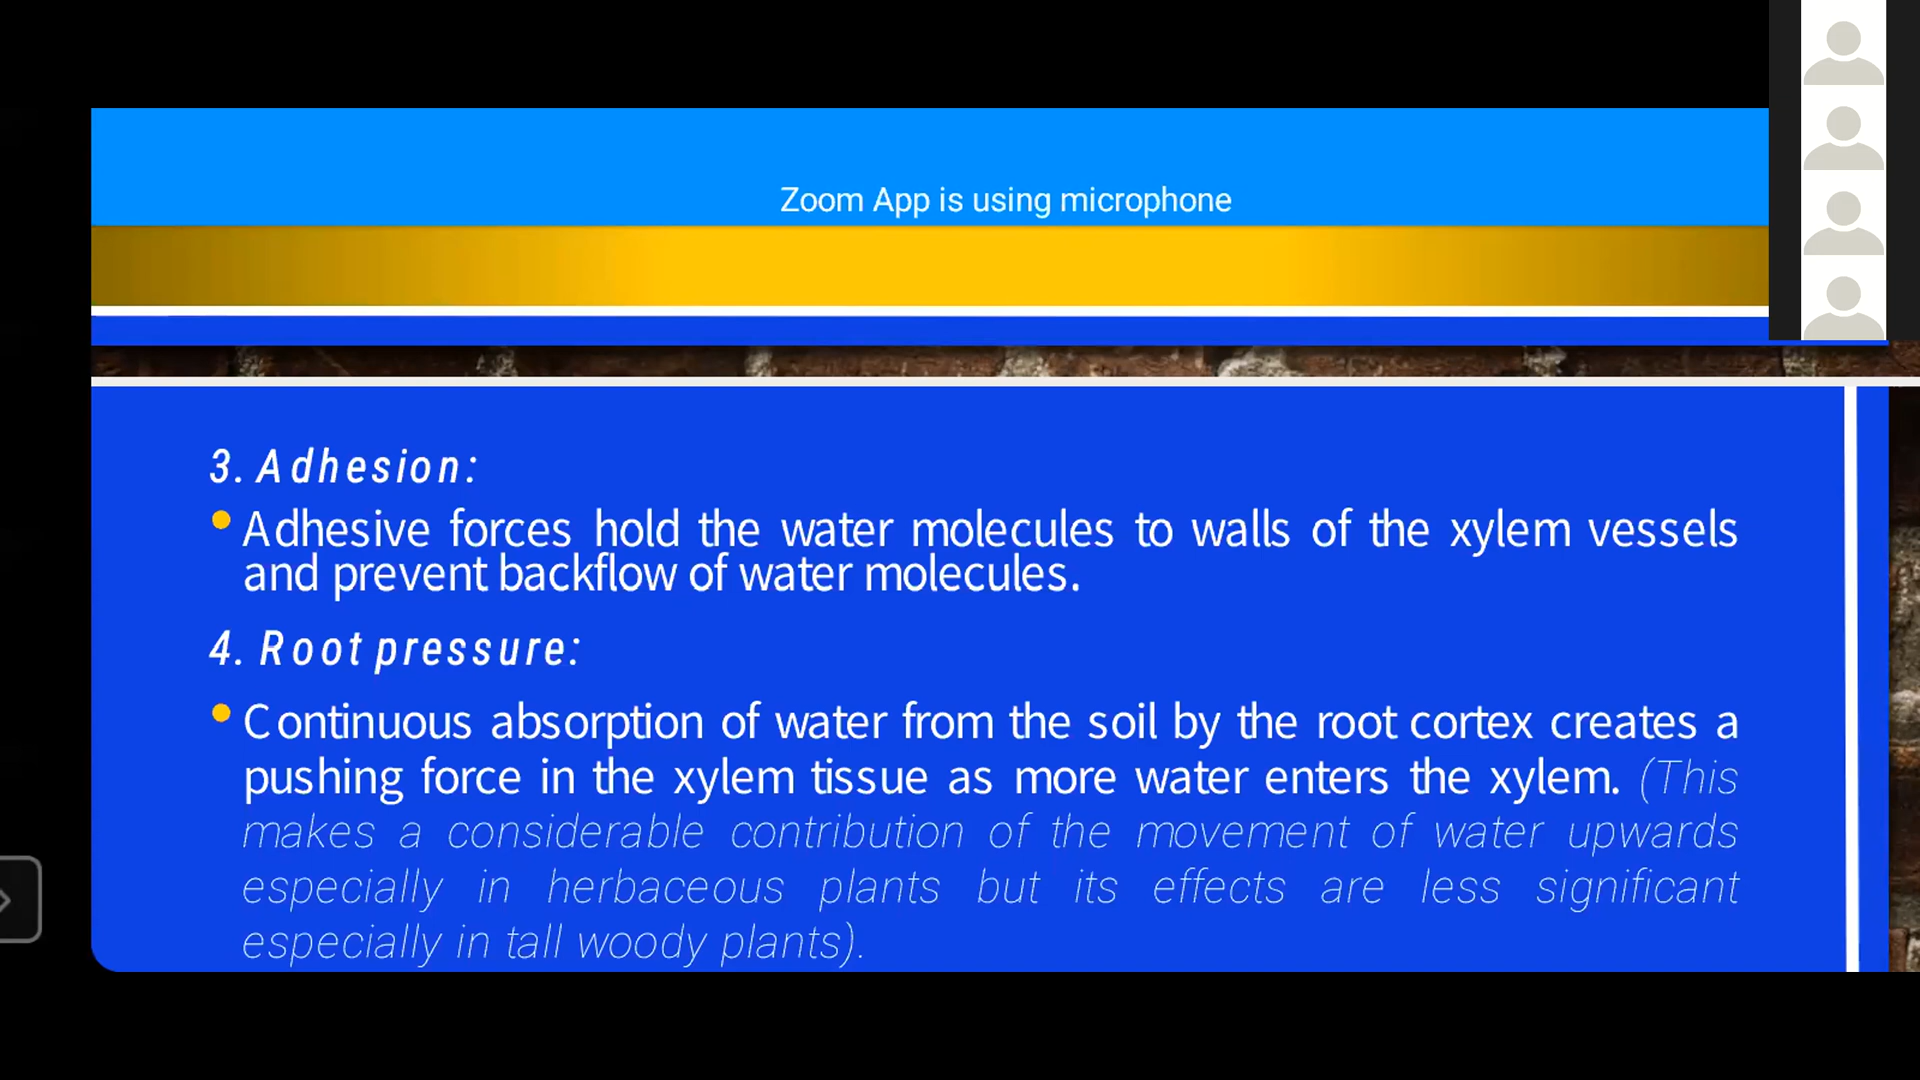 Zoom App is using microphone
3. Adhesion:
Adhesive forces hold the water molecules to walls of the xylem vessels
and prevent backflow of water molecules.
4. Root pressure:
Continuous absorption of water from the soil by the root cortex creates a
pushing force in the xylem tissue as more water enters the xylem. (This
makes a considerable contribution of the movement of water upwards
especially in herbaceous plants but its effects are less significant
especially in tall woody plants).